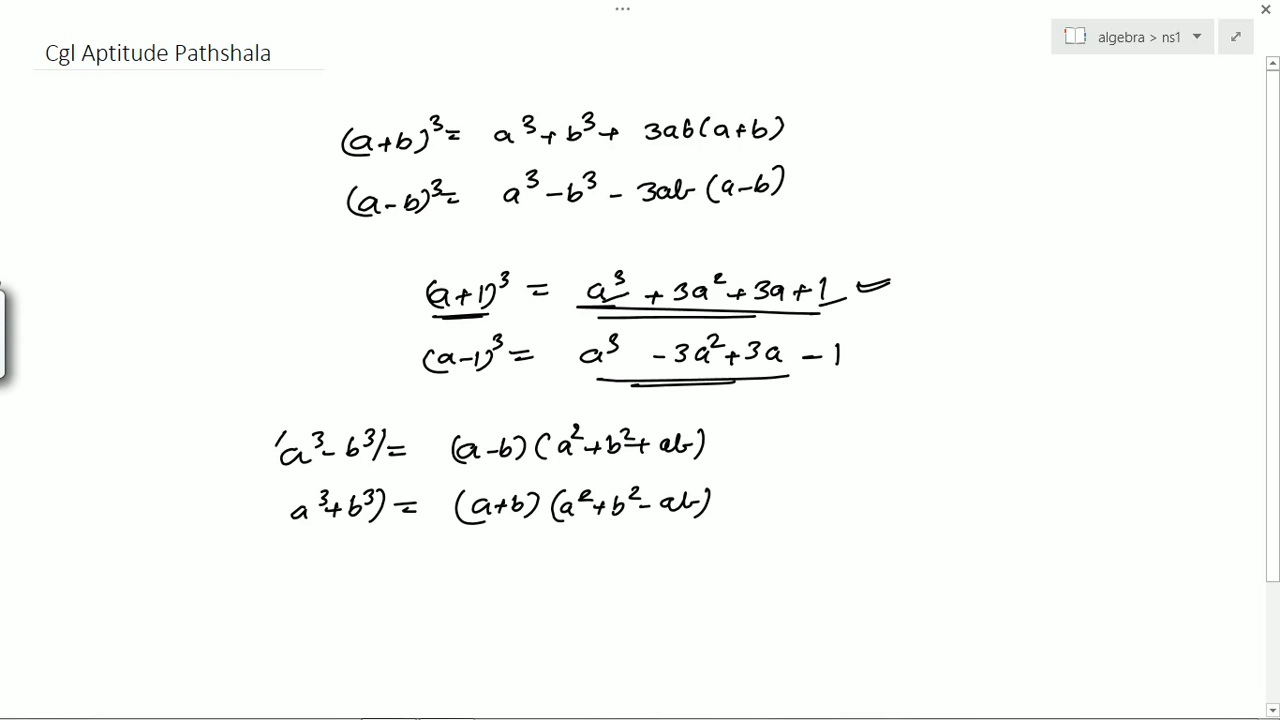 ...
algebra > ns1
Cgl Aptitude Pathshala
(a+b)³= a³+b³+ 3ab(a+b)
(a-b)³= a³-b³- 3ab (a-b)
(a+1)³ = a³ +3a²+3a+1
(a-1)³= a³ -3a²+3a -1
(a³-b³)= (a-b)(a²+b²+ab)
a³+b³)= (a+b)(a²+b²-ab)